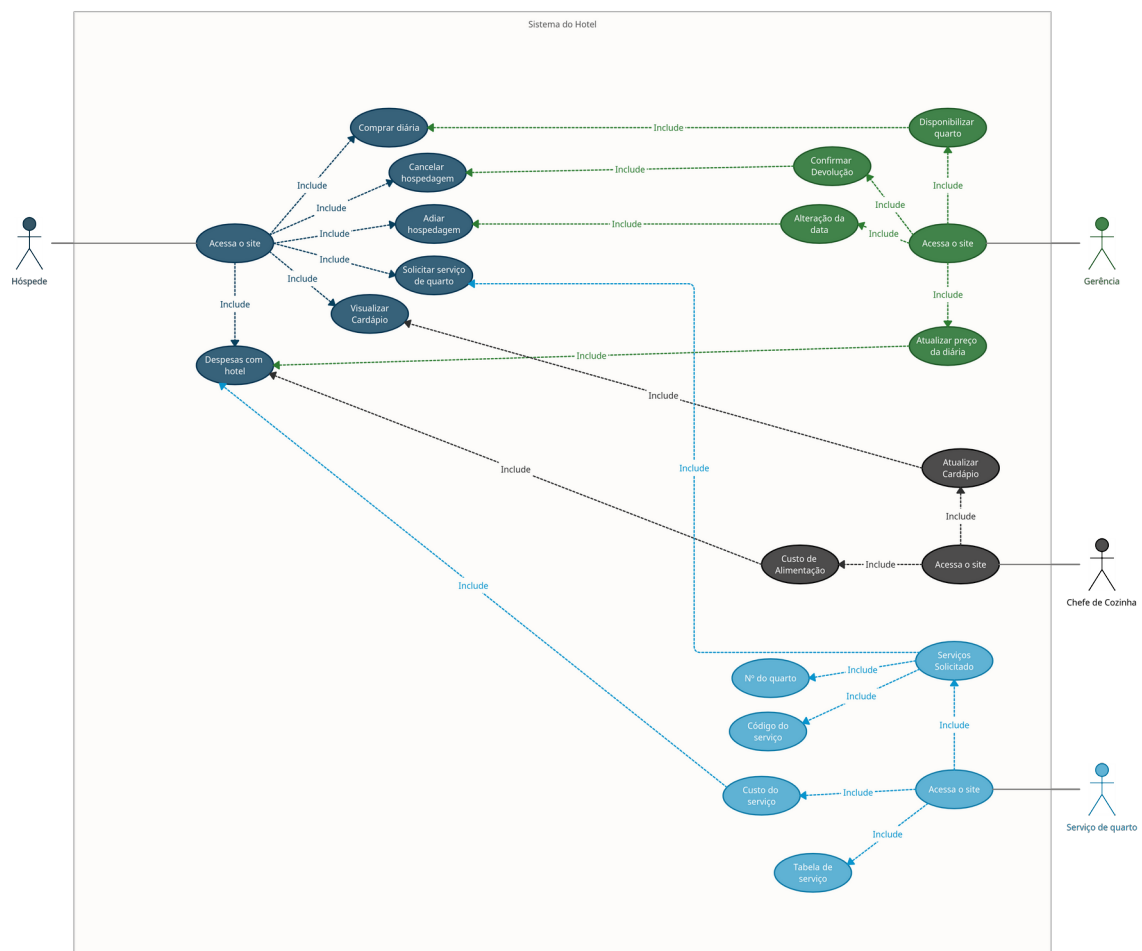 Sistema do Hotel
Comprar diária
Include
Disponibilizar
quarto
Cancelar
hospedagem
Include
Confirmar
Devolução
Include
Include
Include
Include
Adiar
hospedagem
Include
Alteração da
data
Include
Include
Hóspede
Acessa o site
Acessa o site
Gerência
Include
Solicitar serviço
de quarto
Include
Include
Include
Visualizar
Cardápio
Despesas com
hotel
Include
Atualizar preço
da diária
Include
Include
Include
Atualizar
Cardápio
Include
Custo de
Alimentação
Include
Acessa o site
Chefe de Cozinha
Include
Serviços
Solicitado
Nº do quarto
Include
Include
Código do
serviço
Include
Custo do
serviço
Include
Acessa o site
Serviço de quarto
Include
Tabela de
serviço